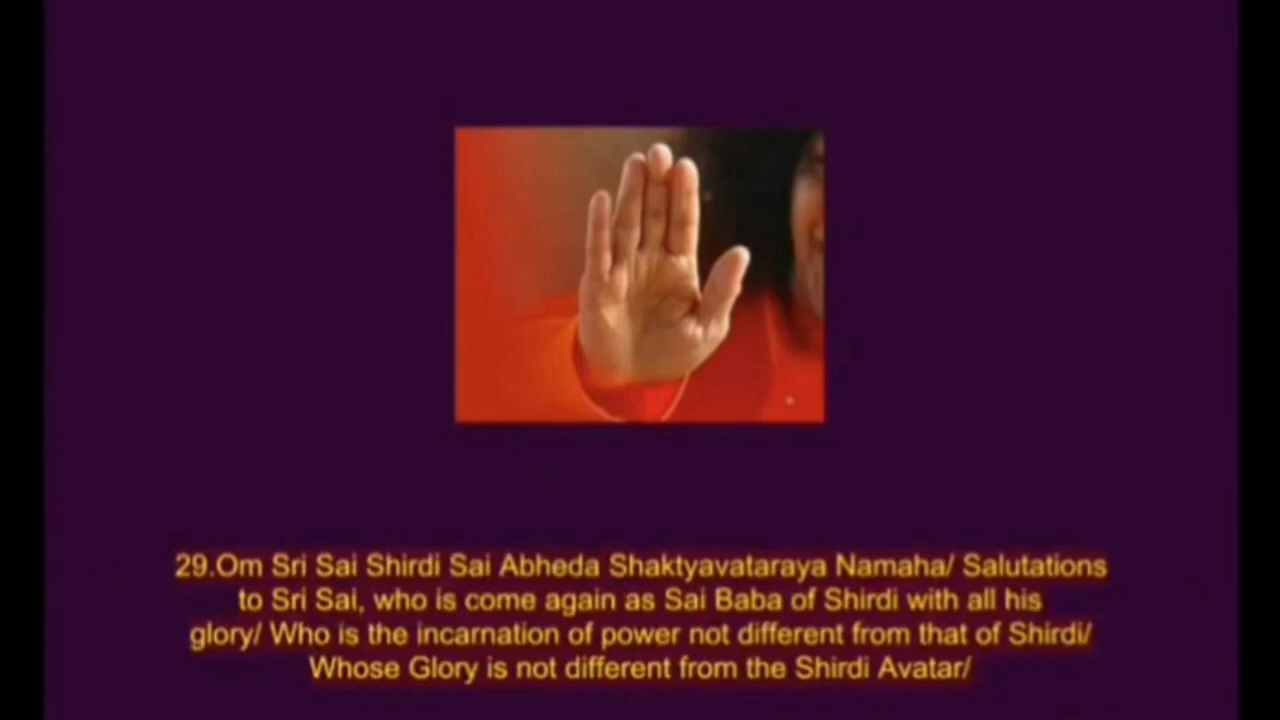 29.Om Sri Sai Shirdi Sai Abheda Shaktyavataraya Namaha/ Salutations
to Sri Sai, who is come again as Sai Baba of Shirdi with all his
glory/ Who is the incarnation of power not different from that of Shirdi/
Whose Glory is not different from the Shirdi Avatar/